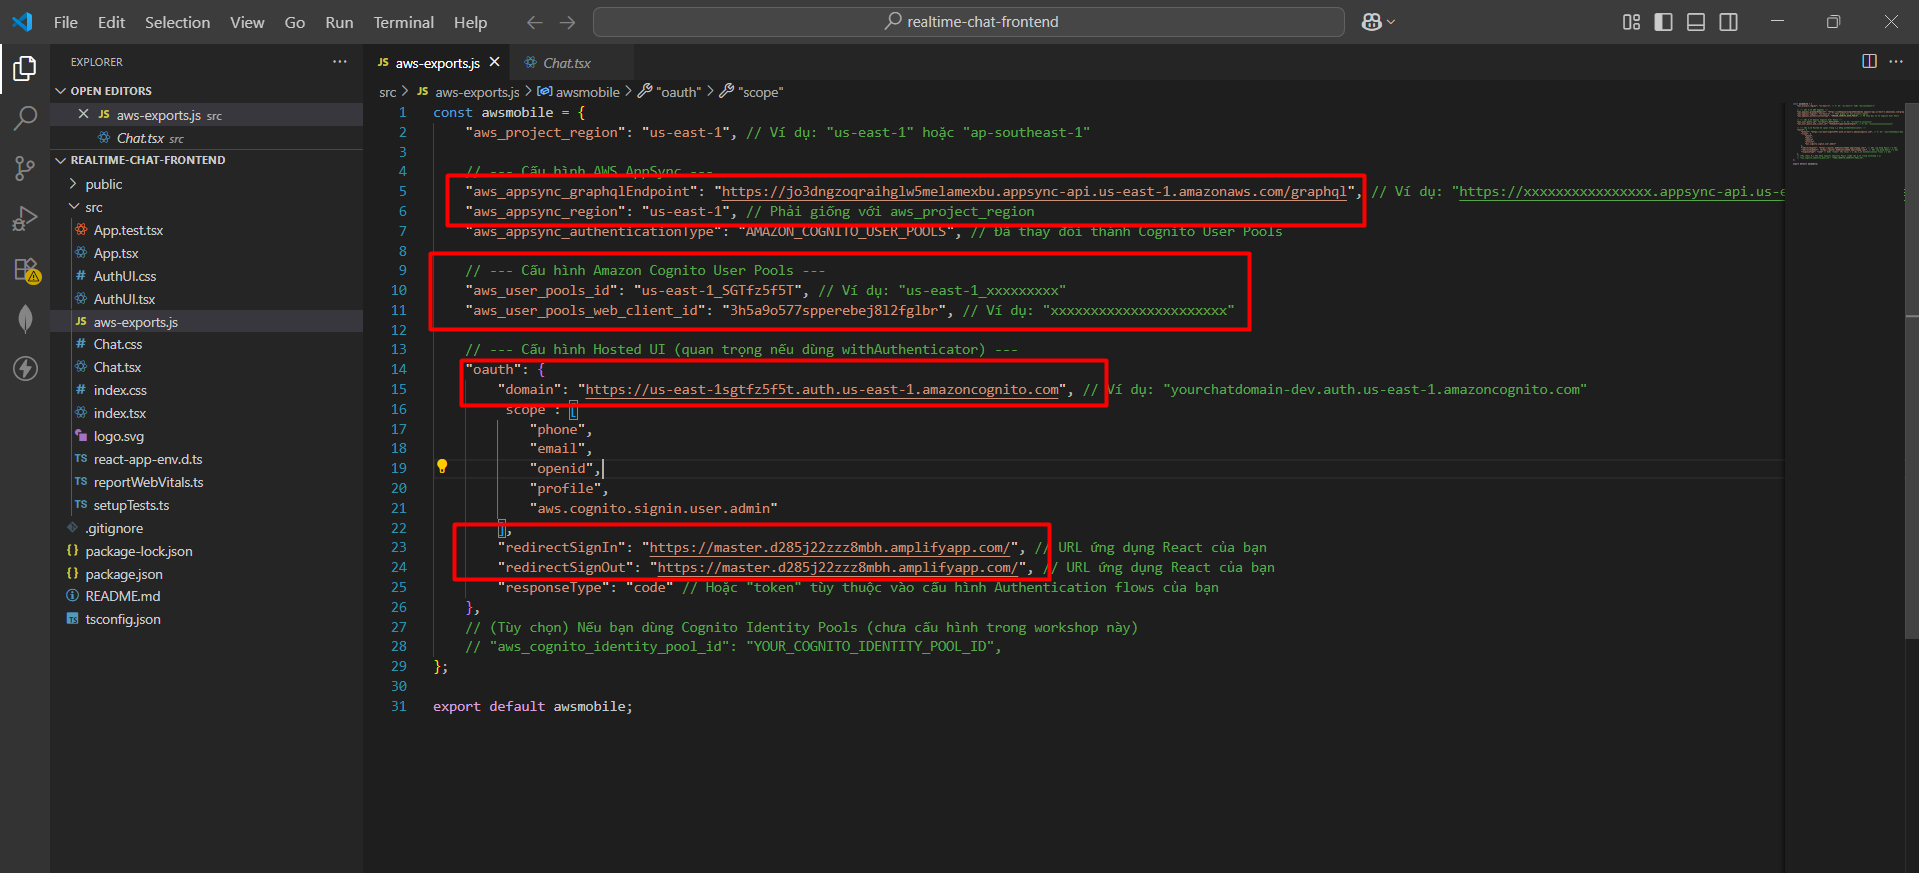 File Edit Selection View Go Run Terminal Help
realtime-chat-frontend
EXPLORER
OPEN EDITORS
JS aws-exports.js src
Chat.tsx src
REALTIME-CHAT-FRONTEND
public
src
App.test.tsx
App.tsx
# AuthUI.css
AuthUI.tsx
JS aws-exports.js
# Chat.css
Chat.tsx
# index.css
index.tsx
logo.svg
TS react-app-env.d.ts
TS reportWebVitals.ts
TS setupTests.ts
.gitignore
{} package-lock.json
{} package.json
README.md
TS tsconfig.json
JS aws-exports.js
Chat.tsx
src > JS aws-exports.js > awsmobile > "oauth" > "scope"
1 const awsmobile = {
2 "aws_project_region": "us-east-1", // Ví dụ: "us-east-1" hoặc "ap-southeast-1"
3
4 // --- Cấu hình AWS AppSync ---
5 "aws_appsync_graphqlEndpoint": "https://jo3dngzoqraihglw5melamexbu.appsync-api.us-east-1.amazonaws.com/graphql", // Ví dụ: "https://xxxxxxxxxxxxxxxx.appsync-api.us-e
6 "aws_appsync_region": "us-east-1", // Phải giống với aws_project_region
7 "aws_appsync_authenticationType": "AMAZON_COGNITO_USER_POOLS", // Đã thay đổi thành Cognito User Pools
8
9 // --- Cấu hình Amazon Cognito User Pools ---
10 "aws_user_pools_id": "us-east-1_SGTfz5f5T", // Ví dụ: "us-east-1_xxxxxxxxx"
11 "aws_user_pools_web_client_id": "3h5a9o577spperebej8l2fglbr", // Ví dụ: "xxxxxxxxxxxxxxxxxxxxxx"
12
13 // --- Cấu hình Hosted UI (quan trọng nếu dùng withAuthenticator) ---
14 "oauth": {
15 "domain": "https://us-east-1sgtfz5f5t.auth.us-east-1.amazoncognito.com", // Ví dụ: "yourchatdomain-dev.auth.us-east-1.amazoncognito.com"
16 "scope": [
17 "phone",
18 "email",
19 "openid",
20 "profile",
21 "aws.cognito.signin.user.admin"
22 ],
23 "redirectSignIn": "https://master.d285j22zzz8mbh.amplifyapp.com/", // URL ứng dụng React của bạn
24 "redirectSignOut": "https://master.d285j22zzz8mbh.amplifyapp.com/", // URL ứng dụng React của bạn
25 "responseType": "code" // Hoặc "token" tùy thuộc vào cấu hình Authentication flows của bạn
26 },
27 // (Tùy chọn) Nếu bạn dùng Cognito Identity Pools (chưa cấu hình trong workshop này)
28 // "aws_cognito_identity_pool_id": "YOUR_COGNITO_IDENTITY_POOL_ID",
29 };
30
31 export default awsmobile;